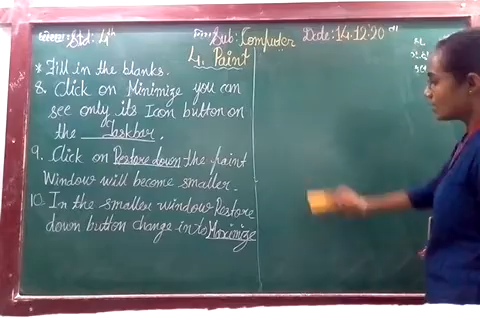 Std: 4th Sub: Computer Date: 14.12.20
4. Paint
* Fill in the blanks.
8. Click on Minimize you can
see only its Icon button on
the Taskbar.
9. Click on Restore down the paint
Window will become smaller.
10. In the smaller window Restore
down button change in to Maximize